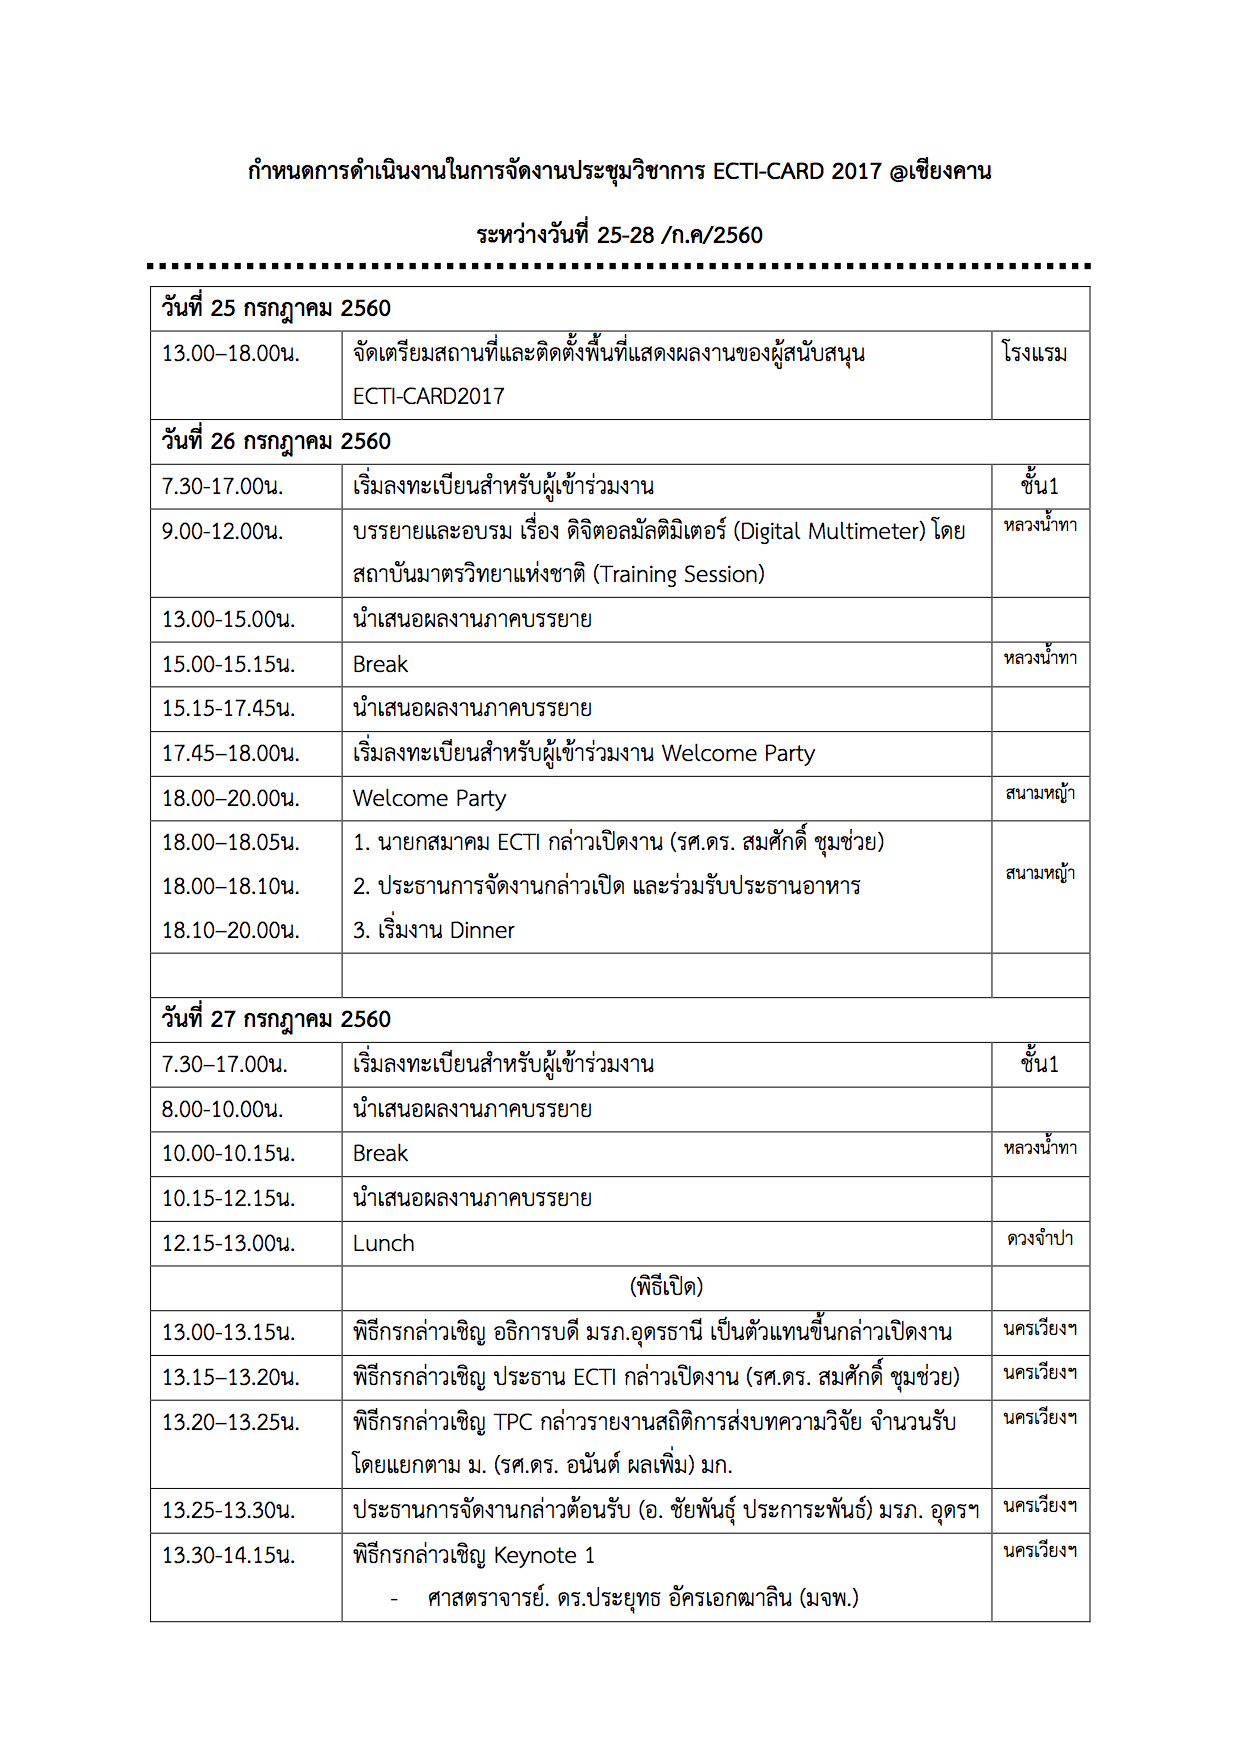 กำหนดการดำเนินงานในการจัดงานประชุมวิชาการ ECTI-CARD 2017 @เชียงคาน
ระหว่างวันที่ 25-28 /ก.ค/2560
วันที่ 25 กรกฎาคม 2560
13.00–18.00น. จัดเตรียมสถานที่และติดตั้งพื้นที่แสดงผลงานของผู้สนับสนุน โรงแรม
ECTI-CARD2017
วันที่ 26 กรกฎาคม 2560
7.30-17.00น. เริ่มลงทะเบียนสำหรับผู้เข้าร่วมงาน ชั้น1
9.00-12.00น. บรรยายและอบรม เรื่อง ดิจิตอลมัลติมิเตอร์ (Digital Multimeter) โดย หลวงน้ำทา
สถาบันมาตรวิทยาแห่งชาติ (Training Session)
13.00-15.00น. นำเสนอผลงานภาคบรรยาย
15.00-15.15น. Break หลวงน้ำทา
15.15-17.45น. นำเสนอผลงานภาคบรรยาย
17.45–18.00น. เริ่มลงทะเบียนสำหรับผู้เข้าร่วมงาน Welcome Party
18.00–20.00น. Welcome Party สนามหญ้า
18.00–18.05น. 1. นายกสมาคม ECTI กล่าวเปิดงาน (รศ.ดร. สมศักดิ์ ชุมช่วย)
18.00–18.10น. 2. ประธานการจัดงานกล่าวเปิด และร่วมรับประธานอาหาร สนามหญ้า
18.10–20.00น. 3. เริ่มงาน Dinner
วันที่ 27 กรกฎาคม 2560
7.30–17.00น. เริ่มลงทะเบียนสำหรับผู้เข้าร่วมงาน ชั้น1
8.00-10.00น. นำเสนอผลงานภาคบรรยาย
10.00-10.15น. Break หลวงน้ำทา
10.15-12.15น. นำเสนอผลงานภาคบรรยาย
12.15-13.00น. Lunch ดวงจำปา
(พิธีเปิด)
13.00-13.15น. พิธีกรกล่าวเชิญ อธิการบดี มรภ.อุดรธานี เป็นตัวแทนขึ้นกล่าวเปิดงาน นครเวียงฯ
13.15–13.20น. พิธีกรกล่าวเชิญ ประธาน ECTI กล่าวเปิดงาน (รศ.ดร. สมศักดิ์ ชุมช่วย) นครเวียงฯ
13.20–13.25น. พิธีกรกล่าวเชิญ TPC กล่าวรายงานสถิติการส่งบทความวิจัย จำนวนรับ นครเวียงฯ
โดยแยกตาม ม. (รศ.ดร. อนันต์ ผลเพิ่ม) มก.
13.25-13.30น. ประธานการจัดงานกล่าวต้อนรับ (อ. ชัยพันธุ์ ประการะพันธ์) มรภ. อุดรฯ นครเวียงฯ
13.30-14.15น. พิธีกรกล่าวเชิญ Keynote 1 นครเวียงฯ
- ศาสตราจารย์. ดร.ประยุทธ อัครเอกฒาลิน (มจพ.)